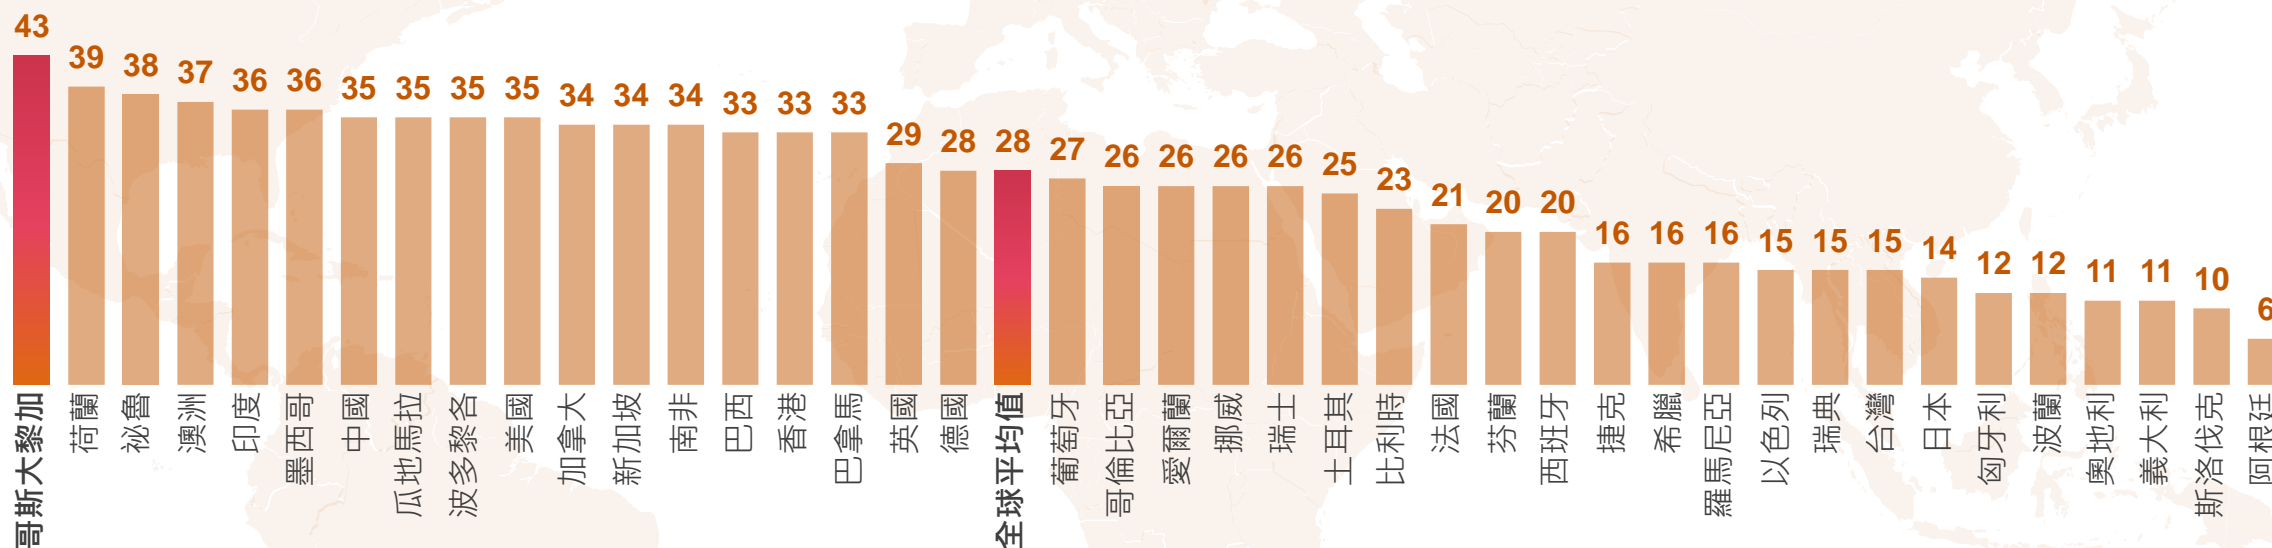 43
39
38
37
36
36
35
35
35
35
34
34
34
33
33
33
29
28
28
27
26
26
26
26
25
23
21
20
20
16
16
16
15
15
15
14
12
12
11
11
10
6
哥斯大黎加
荷蘭
祕魯
澳洲
印度
墨西哥
中國
瓜地馬拉
波多黎各
美國
加拿大
新加坡
南非
巴西
香港
巴拿馬
英國
德國
全球平均值
葡萄牙
哥倫比亞
愛爾蘭
挪威
瑞士
土耳其
比利時
法國
芬蘭
西班牙
捷克
希臘
羅馬尼亞
以色列
瑞典
台灣
日本
匈牙利
波蘭
奧地利
義大利
斯洛伐克
阿根廷